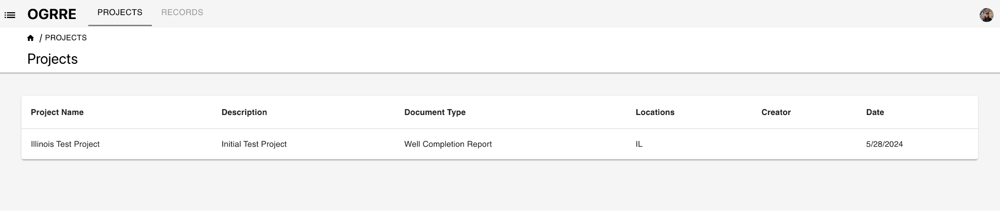 OGRRE PROJECTS RECORDS
/ PROJECTS
Projects
Project Name Description Document Type Locations Creator Date
Illinois Test Project Initial Test Project Well Completion Report IL 5/28/2024